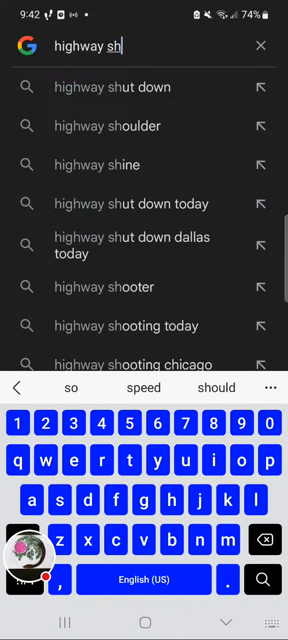 9:42 74%
highway sh
highway shut down
highway shoulder
highway shine
highway shut down today
highway shut down dallas
today
highway shooter
highway shooting today
highway shooting chicago
so speed should
1 2 3 4 5 6 7 8 9 0
q w e r t y u i o p
a s d f g h j k l
z x c v b n m
, English (US) .